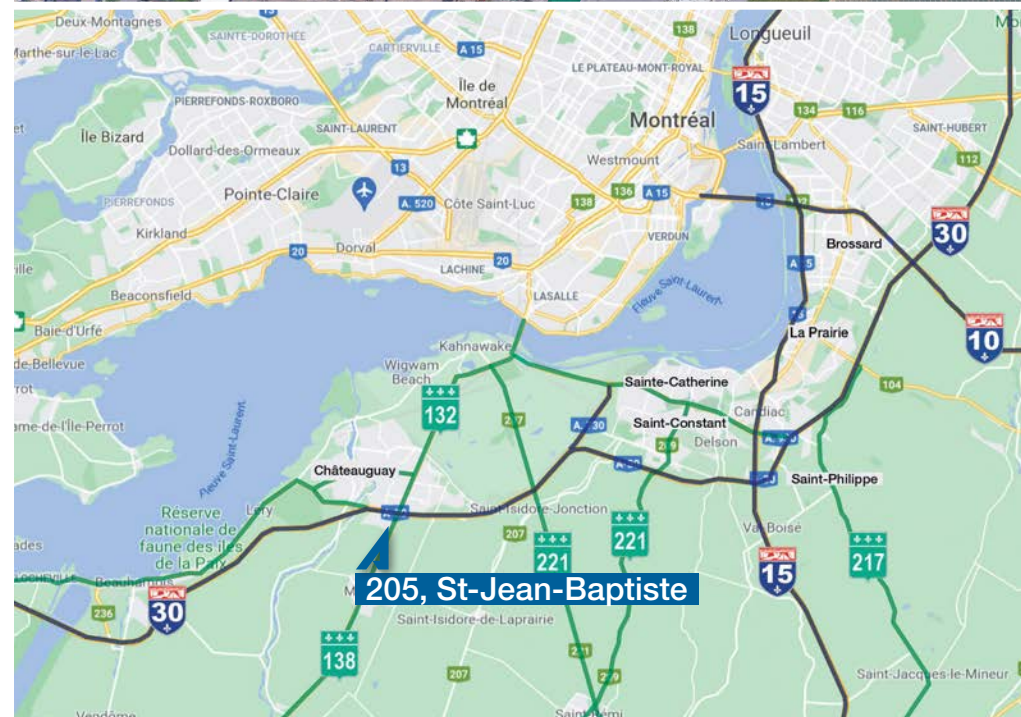 Deux-Montagnes
SAINTE-DOROTHÉE
138
Longueuil
Marthe-sur-le-Lac
CARTIERVILLE
A 15
LE PLATEAU-MONT-ROYAL
Île de
Montréal
15
PIERREFONDS-ROXBORO
134
116
Île Bizard
SAINT-LAURENT
Montréal
SAINT-HUBERT
Dollard-des-Ormeaux
Saint-Lambert
13
Westmount
112
Pointe-Claire
PIERREFONDS
A. 520
Côte Saint-Luc
138
136
A 15
30
Kirkland
VERDUN
Brossard
Dorval
20
20
LACHINE
Beaconsfield
LASALLE
Fleuve Saint-Laurent
Baie-d'Urfé
La Prairie
10
de-Bellevue
Kahnawake
Wigwam
Beach
Sainte-Catherine
104
132
Candiac
Saint-Constant
Delson
ame-de-l'Île-Perrot
Fleuve Saint-Laurent
Châteauguay
Saint-Philippe
Léry
Saint-Isidore-Jonction
Réserve
nationale de
faune des îles
de la Paix
207
221
221
217
15
30
236
205, St-Jean-Baptiste
Saint-Isidore-de-Laprairie
138
207
Saint-Jacques-le-Mineur
Vendôme